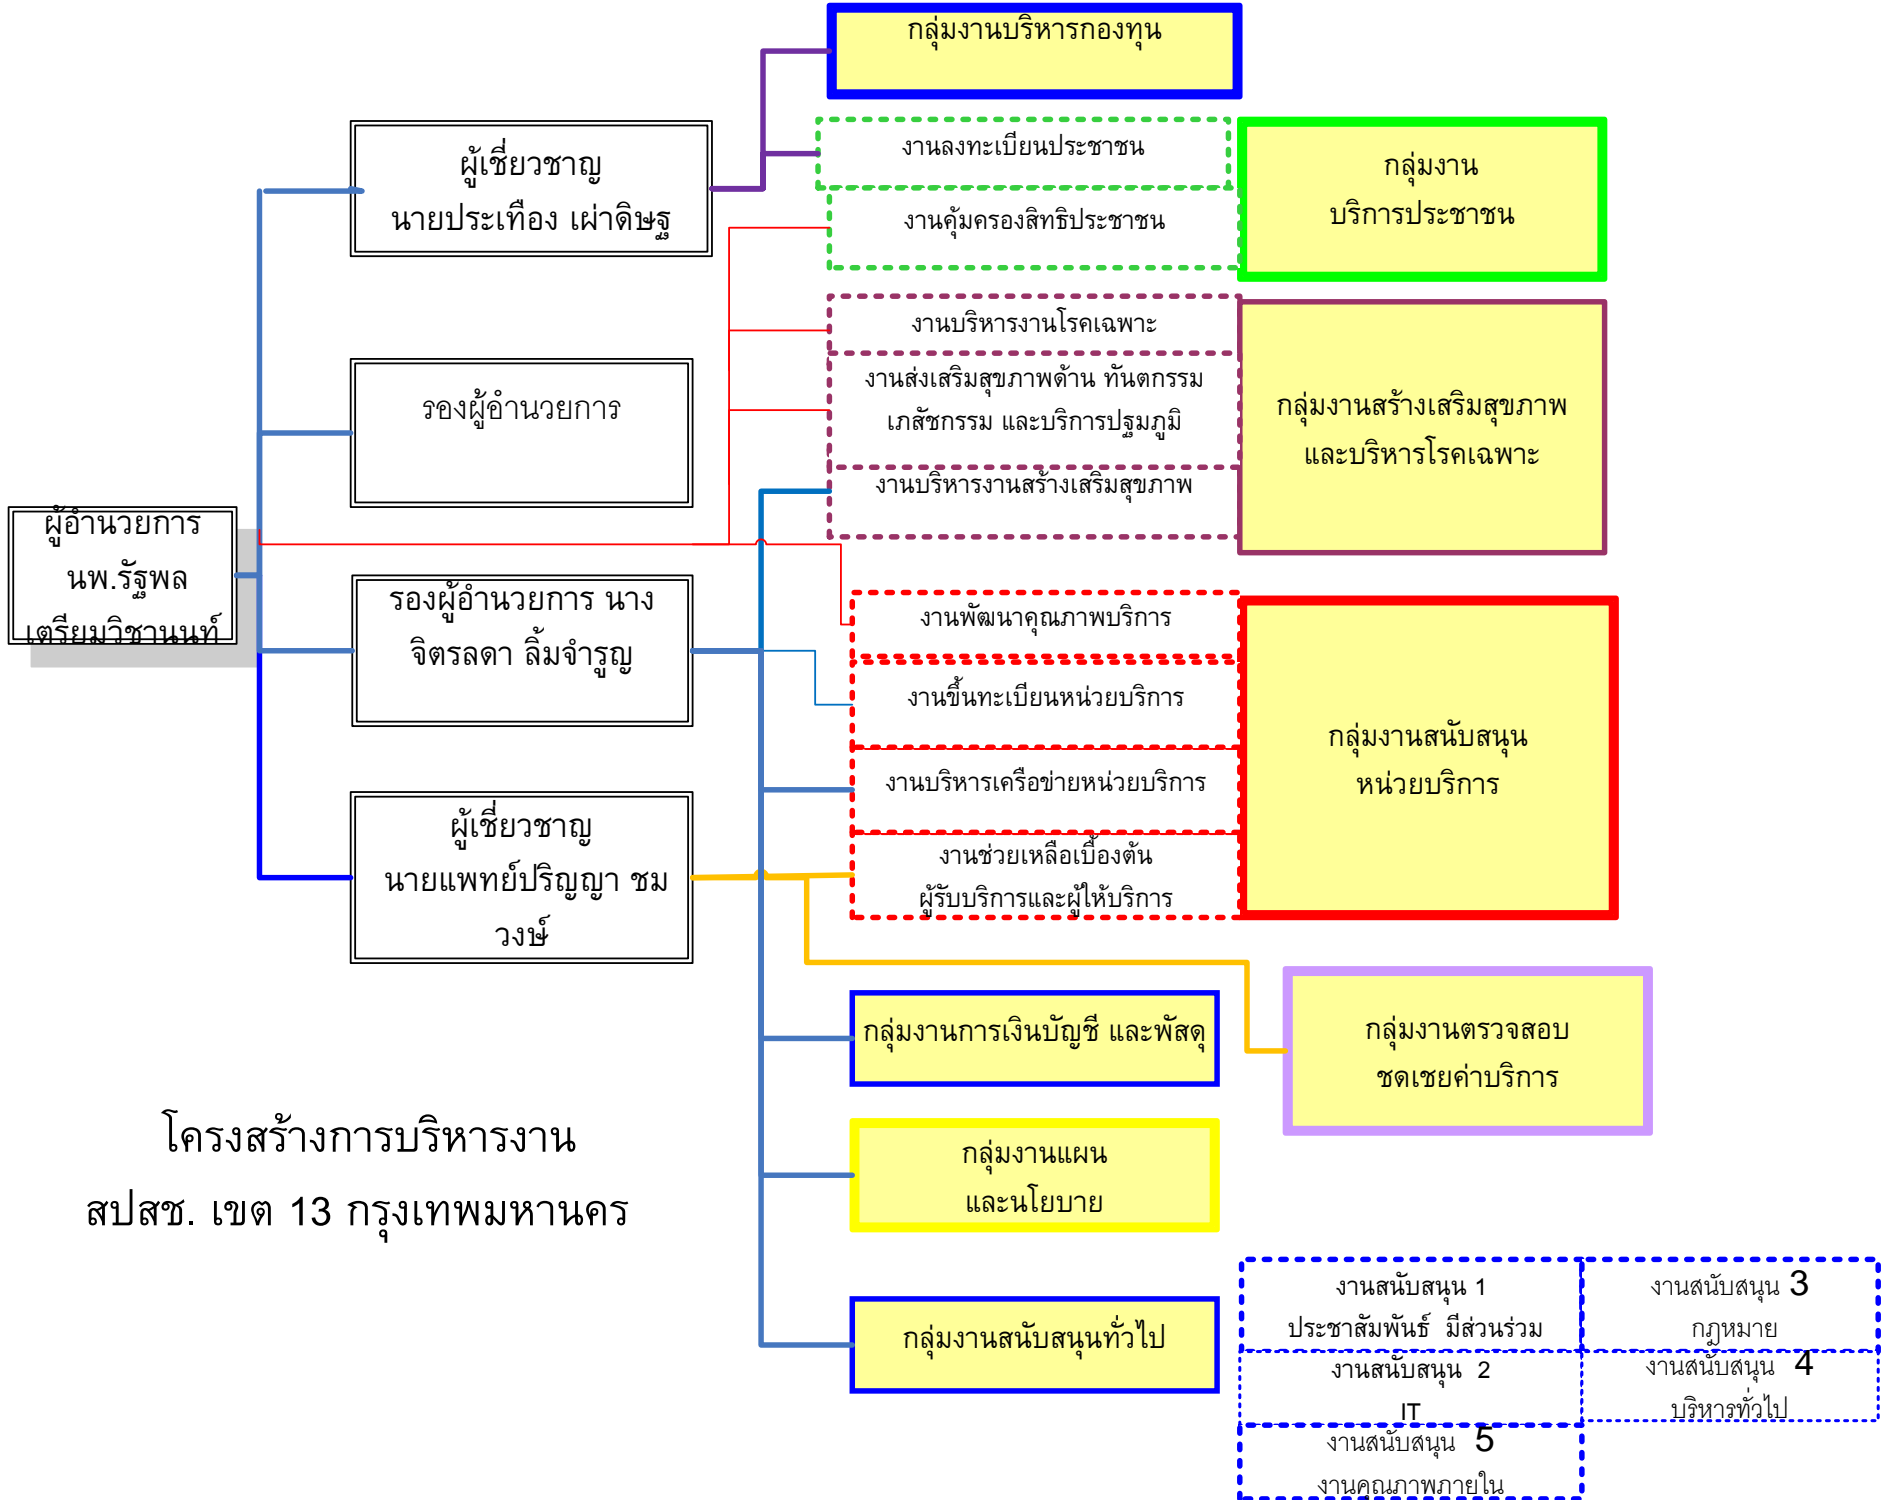 กลุ่มงานบริหารกองทุน
ผู้เชี่ยวชาญ
นายประเทือง เผ่าดิษฐ
งานลงทะเบียนประชาชน
งานคุ้มครองสิทธิประชาชน
กลุ่มงาน
บริการประชาชน
รองผู้อำนวยการ
งานบริหารงานโรคเฉพาะ
งานส่งเสริมสุขภาพด้าน ทันตกรรม
เภสัชกรรม และบริการปฐมภูมิ
งานบริหารงานสร้างเสริมสุขภาพ
กลุ่มงานสร้างเสริมสุขภาพ
และบริหารโรคเฉพาะ
ผู้อำนวยการ
นพ.รัฐพล
เตรียมวิชานนท์
รองผู้อำนวยการ นาง
จิตรลดา ลิ้มจำรูญ
งานพัฒนาคุณภาพบริการ
งานขึ้นทะเบียนหน่วยบริการ
งานบริหารเครือข่ายหน่วยบริการ
งานช่วยเหลือเบื้องต้น
ผู้รับบริการและผู้ให้บริการ
กลุ่มงานสนับสนุน
หน่วยบริการ
ผู้เชี่ยวชาญ
นายแพทย์ปริญญา ชม
วงษ์
กลุ่มงานการเงินบัญชี และพัสดุ
กลุ่มงานตรวจสอบ
ชดเชยค่าบริการ
กลุ่มงานแผน
และนโยบาย
โครงสร้างการบริหารงาน
สปสช. เขต 13 กรุงเทพมหานคร
กลุ่มงานสนับสนุนทั่วไป
งานสนับสนุน 1
ประชาสัมพันธ์ มีส่วนร่วม
งานสนับสนุน 3
กฎหมาย
งานสนับสนุน 2
IT
งานสนับสนุน 4
บริหารทั่วไป
งานสนับสนุน 5
งานคุณภาพภายใน